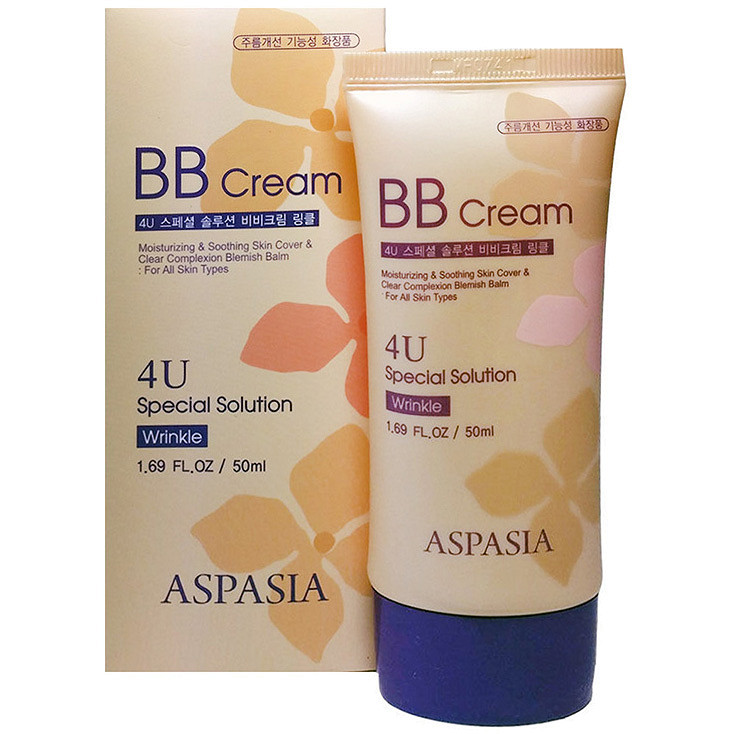 주름개선 기능성 화장품
BB Cream
4U 스페셜 솔루션 비비크림 링클
Moisturizing & Soothing Skin Cover &
Clear Complexion Blemish Balm
: For All Skin Types
4U
Special Solution
Wrinkle
1.69 FL.OZ / 50ml
ASPASIA
주름개선 기능성 화장품
BB Cream
4U 스페셜 솔루션 비비크림 링클
Moisturizing & Soothing Skin Cover &
Clear Complexion Blemish Balm
: For All Skin Types
4U
Special Solution
Wrinkle
1.69 FL.OZ / 50ml
ASPASIA